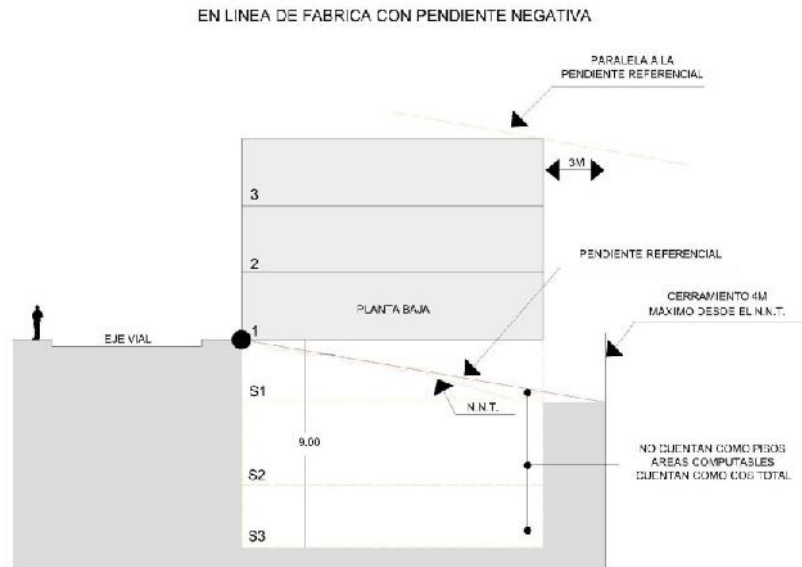 EN LINEA DE FABRICA CON PENDIENTE NEGATIVA
PARALELA A LA
PENDIENTE REFERENCIAL
3M
3
2
PENDIENTE REFERENCIAL
CERRAMIENTO 4M
MÁXIMO DESDE EL N.N.T.
PLANTA BAJA
1
EJE VIAL
S1
N.N.T.
9.00
NO CUENTAN COMO PISOS
AREAS COMPUTABLES
CUENTAN COMO COS TOTAL
S2
S3